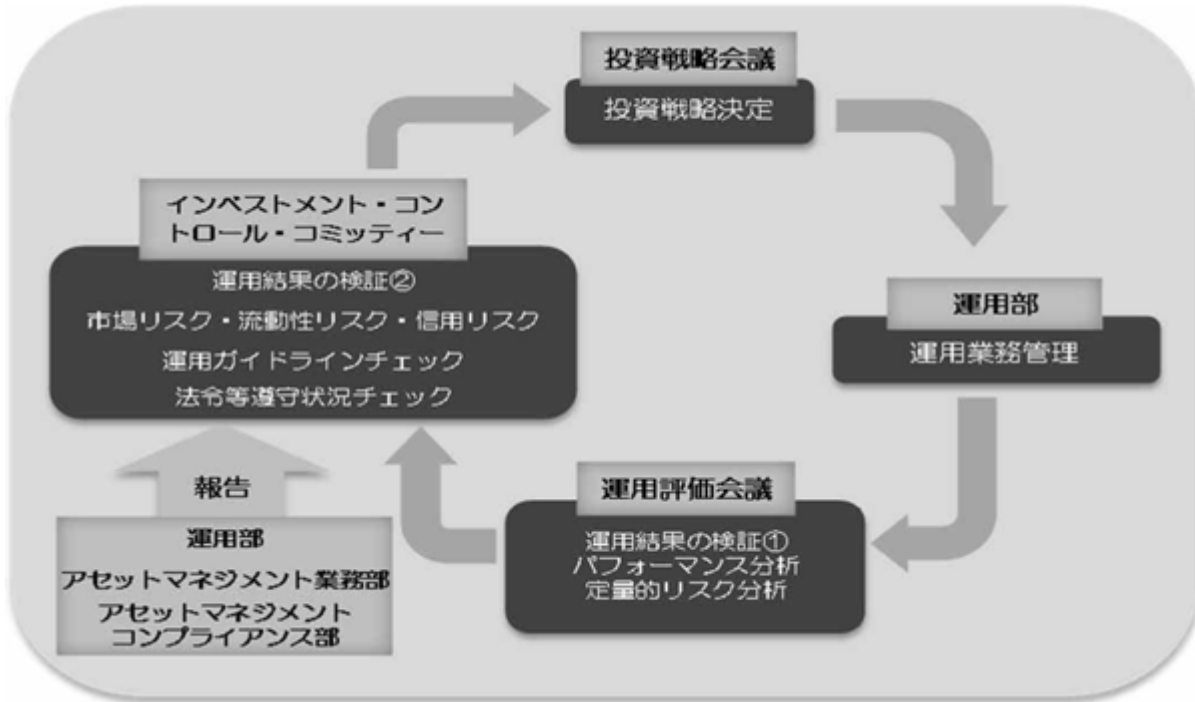 投資戦略会議
投資戦略決定
運用部
運用業務管理
運用評価会議
運用結果の検証①
パフォーマンス分析
定量的リスク分析
インベストメント・コン
トロール・コミッティー
運用結果の検証②
市場リスク・流動性リスク・信用リスク
運用ガイドラインチェック
法令等遵守状況チェック
報告
運用部
アセットマネジメント業務部
アセットマネジメント
コンプライアンス部